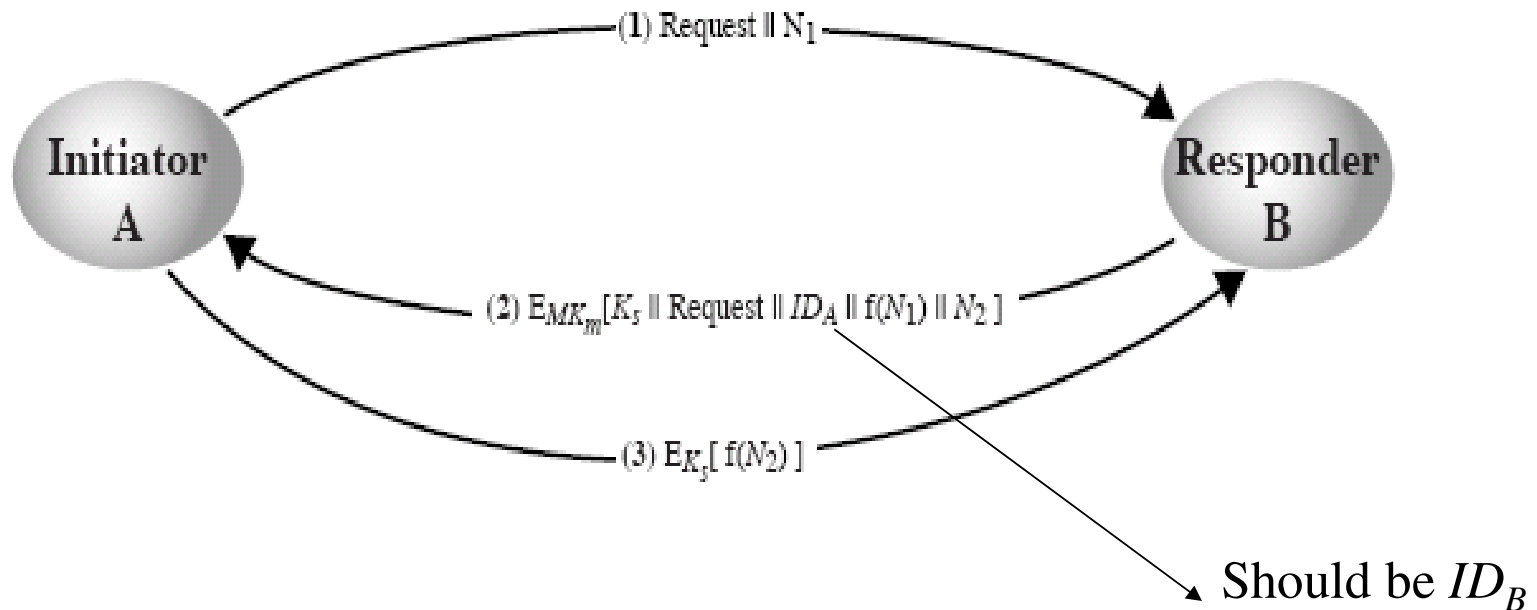 (1) Request || N1
Initiator
A
Responder
B
(2) EMKm[Ks || Request || IDA || f(N1) || N2 ]
(3) EKs[ f(N2) ]
Should be IDB